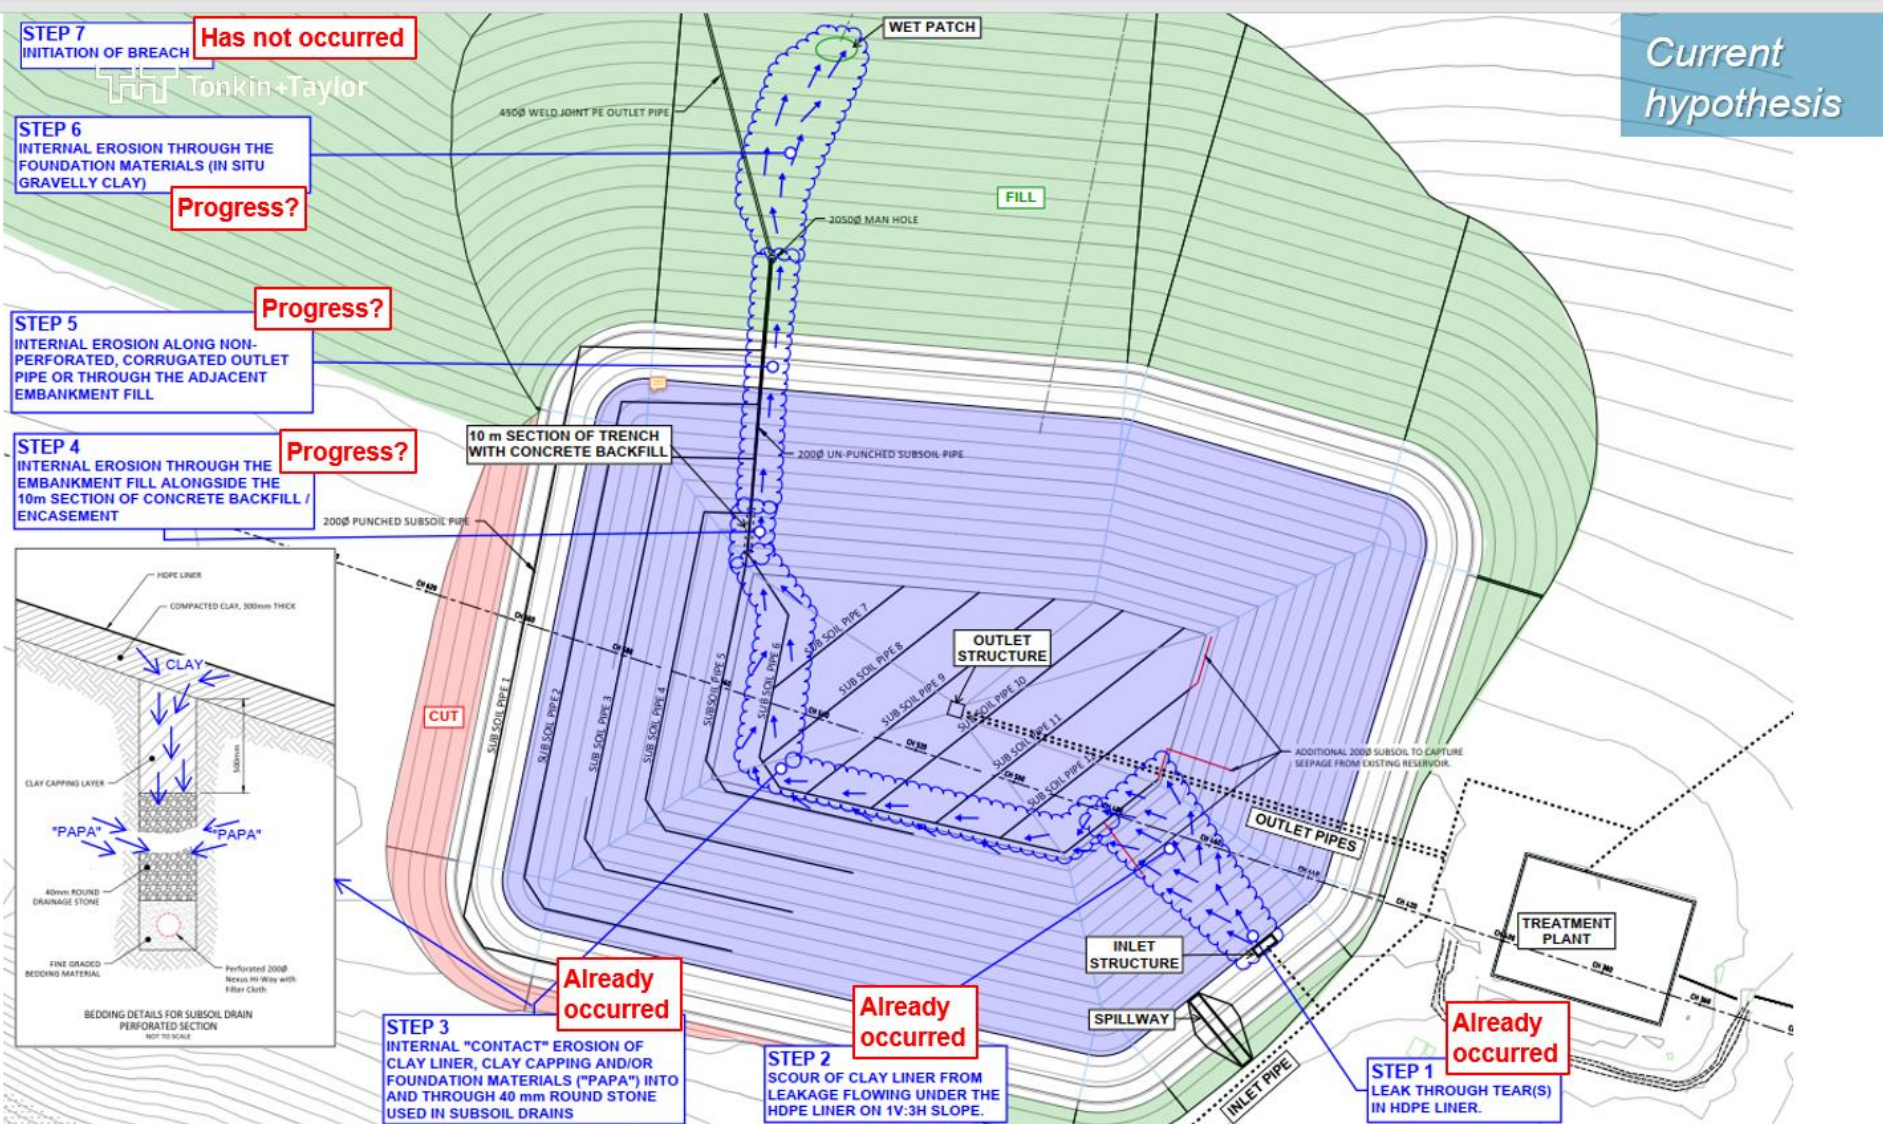 STEP 7
INITIATION OF BREACH
Has not occurred
Tonkin+Taylor
Current
hypothesis
WET PATCH
450Ø WELD JOINT PE OUTLET PIPE
STEP 6
INTERNAL EROSION THROUGH THE
FOUNDATION MATERIALS (IN SITU
GRAVELLY CLAY)
Progress?
FILL
2050Ø MAN HOLE
Progress?
STEP 5
INTERNAL EROSION ALONG NON-
PERFORATED, CORRUGATED OUTLET
PIPE OR THROUGH THE ADJACENT
EMBANKMENT FILL
STEP 4
INTERNAL EROSION THROUGH THE
EMBANKMENT FILL ALONGSIDE THE
10m SECTION OF CONCRETE BACKFILL /
ENCASEMENT
Progress?
10 m SECTION OF TRENCH
WITH CONCRETE BACKFILL
200Ø UN-PUNCHED SUBSOIL PIPE
200Ø PUNCHED SUBSOIL PIPE
HDPE LINER
COMPACTED CLAY, 300mm THICK
CLAY
CLAY CAPPING LAYER
500mm
"PAPA"
"PAPA"
40mm ROUND
DRAINAGE STONE
FINE GRADED
BEDDING MATERIAL
Perforated 200Ø
Nexus Hi-Way with
Filter Cloth
BEDDING DETAILS FOR SUBSOIL DRAIN
PERFORATED SECTION
NOT TO SCALE
CUT
SUB SOIL PIPE 1
SUB SOIL PIPE 2
SUB SOIL PIPE 3
SUB SOIL PIPE 4
SUB SOIL PIPE 5
SUB SOIL PIPE 6
SUB SOIL PIPE 7
SUB SOIL PIPE 8
SUB SOIL PIPE 9
SUB SOIL PIPE 10
SUB SOIL PIPE 11
SUB SOIL PIPE 12
OUTLET
STRUCTURE
ADDITIONAL 200Ø SUBSOIL TO CAPTURE
SEEPAGE FROM EXISTING RESERVOIR.
OUTLET PIPES
TREATMENT
PLANT
INLET
STRUCTURE
SPILLWAY
INLET PIPE
Already
occurred
STEP 3
INTERNAL "CONTACT" EROSION OF
CLAY LINER, CLAY CAPPING AND/OR
FOUNDATION MATERIALS ("PAPA") INTO
AND THROUGH 40 mm ROUND STONE
USED IN SUBSOIL DRAINS
Already
occurred
STEP 2
SCOUR OF CLAY LINER FROM
LEAKAGE FLOWING UNDER THE
HDPE LINER ON 1V:3H SLOPE.
Already
occurred
STEP 1
LEAK THROUGH TEAR(S)
IN HDPE LINER.